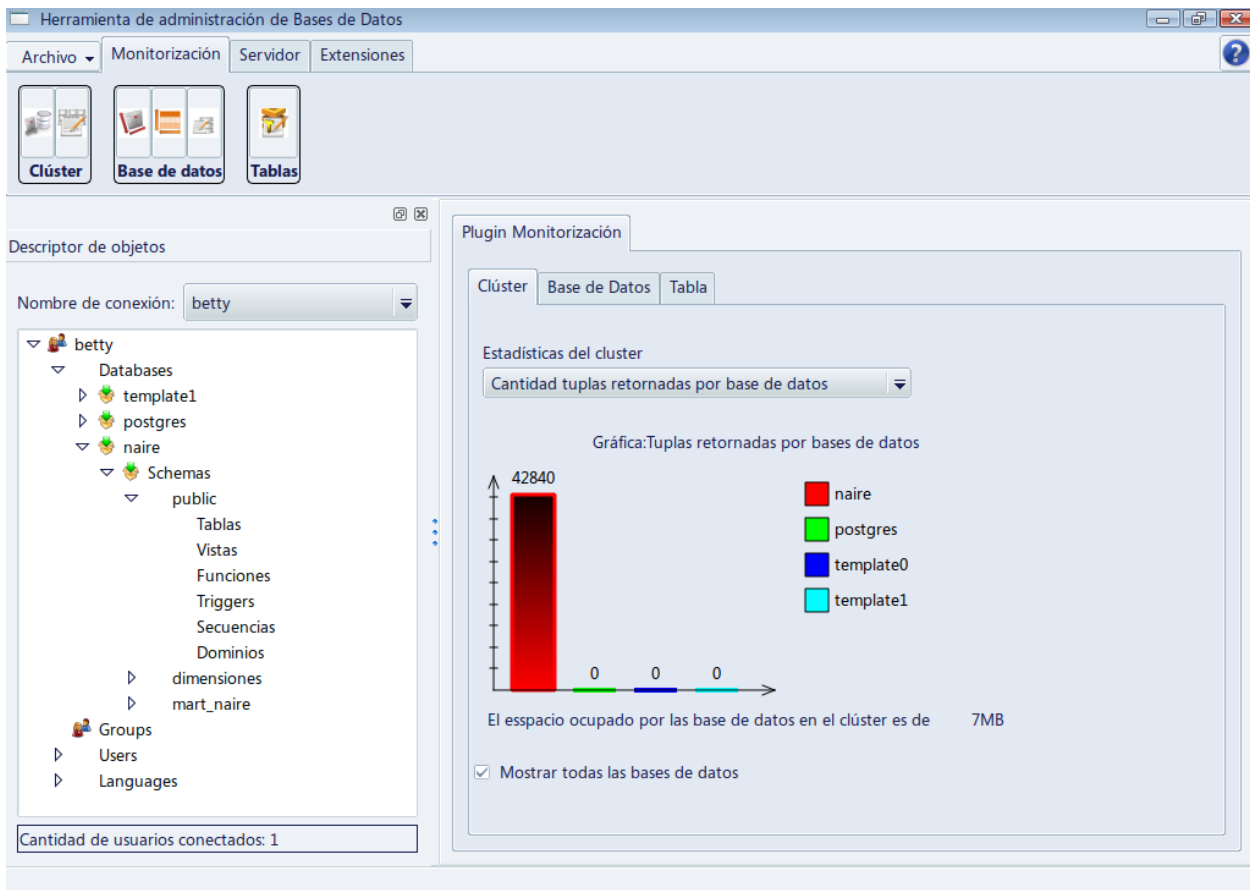 Herramienta de administración de Bases de Datos
Archivo Monitorización Servidor Extensiones
Clúster Base de datos Tablas
Descriptor de objetos
Nombre de conexión: betty
betty
Databases
template1
postgres
naire
Schemas
public
Tablas
Vistas
Funciones
Triggers
Secuencias
Dominios
dimensiones
mart_naire
Groups
Users
Languages
Cantidad de usuarios conectados: 1
Plugin Monitorización
Clúster Base de Datos Tabla
Estadísticas del cluster
Cantidad tuplas retornadas por base de datos
Gráfica:Tuplas retornadas por bases de datos
42840
0 0 0
naire
postgres
template0
template1
El esspacio ocupado por las base de datos en el clúster es de 7MB
Mostrar todas las bases de datos